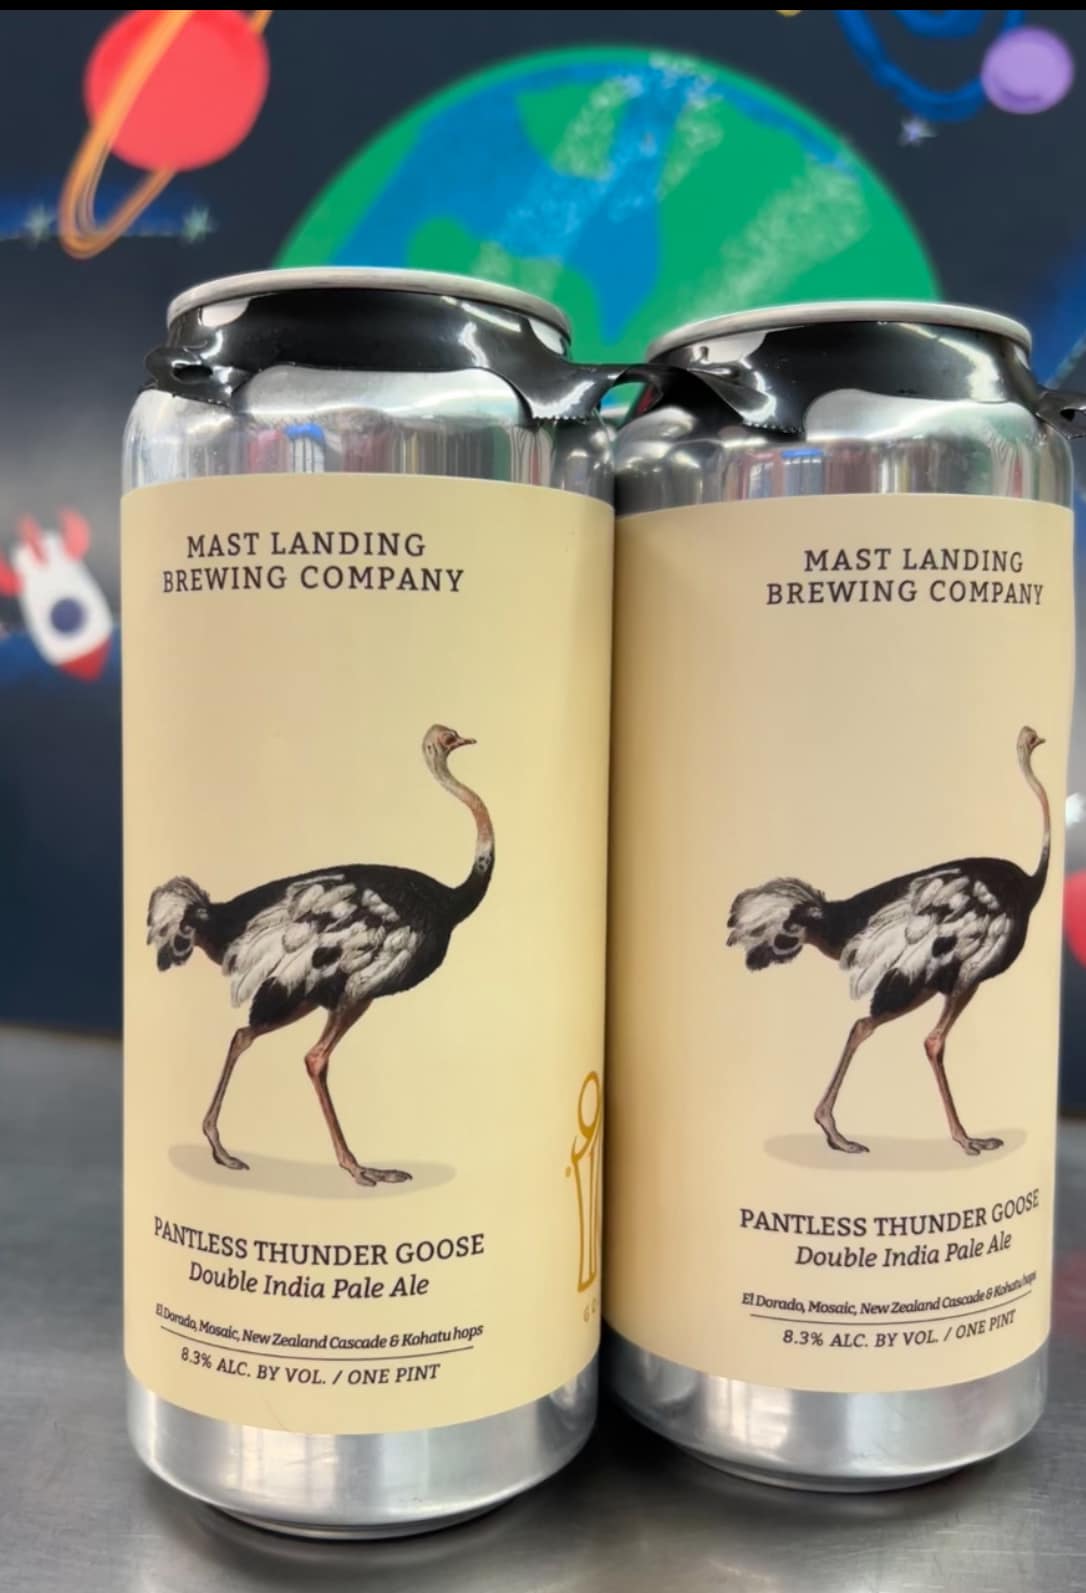 MAST LANDING
BREWING COMPANY
PANTLESS THUNDER GOOSE
Double India Pale Ale
El Dorado, Mosaic, New Zealand Cascade & Kohatu hops
8.3% ALC. BY VOL. / ONE PINT
MAST LANDING
BREWING COMPANY
PANTLESS THUNDER GOOSE
Double India Pale Ale
El Dorado, Mosaic, New Zealand Cascade & Kohatu hops
8.3% ALC. BY VOL. / ONE PINT